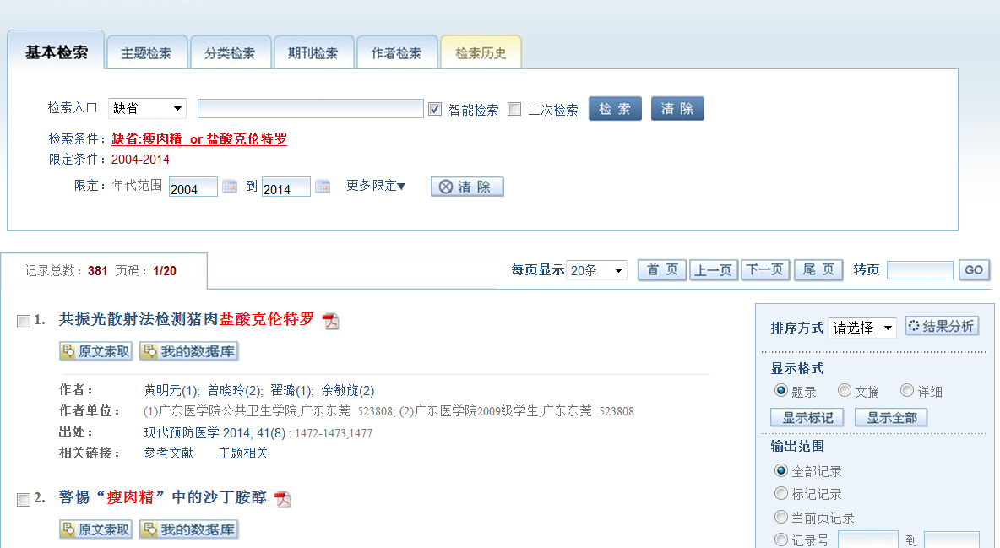 基本检索 主题检索 分类检索 期刊检索 作者检索 检索历史
检索入口 缺省 智能检索 二次检索 检 索 清 除
检索条件：缺省:瘦肉精 or 盐酸克伦特罗
限定条件：2004-2014
限定：年代范围 2004 到 2014 更多限定 清 除
记录总数：381 页码：1/20 每页显示 20条 首 页 上一页 下一页 尾 页 转页 GO
1. 共振光散射法检测猪肉盐酸克伦特罗
原文索取 我的数据库
作者： 黄明元(1); 曾晓玲(2); 翟璐(1); 余敏旋(2)
作者单位： (1)广东医学院公共卫生学院,广东东莞 523808; (2)广东医学院2009级学生,广东东莞 523808
出处： 现代预防医学 2014; 41(8) : 1472-1473,1477
相关链接： 参考文献 主题相关
2. 警惕“瘦肉精”中的沙丁胺醇
原文索取 我的数据库
排序方式 请选择 结果分析
显示格式
题录 文摘 详细
显示标记 显示全部
输出范围
全部记录
标记记录
当前页记录
记录号 到